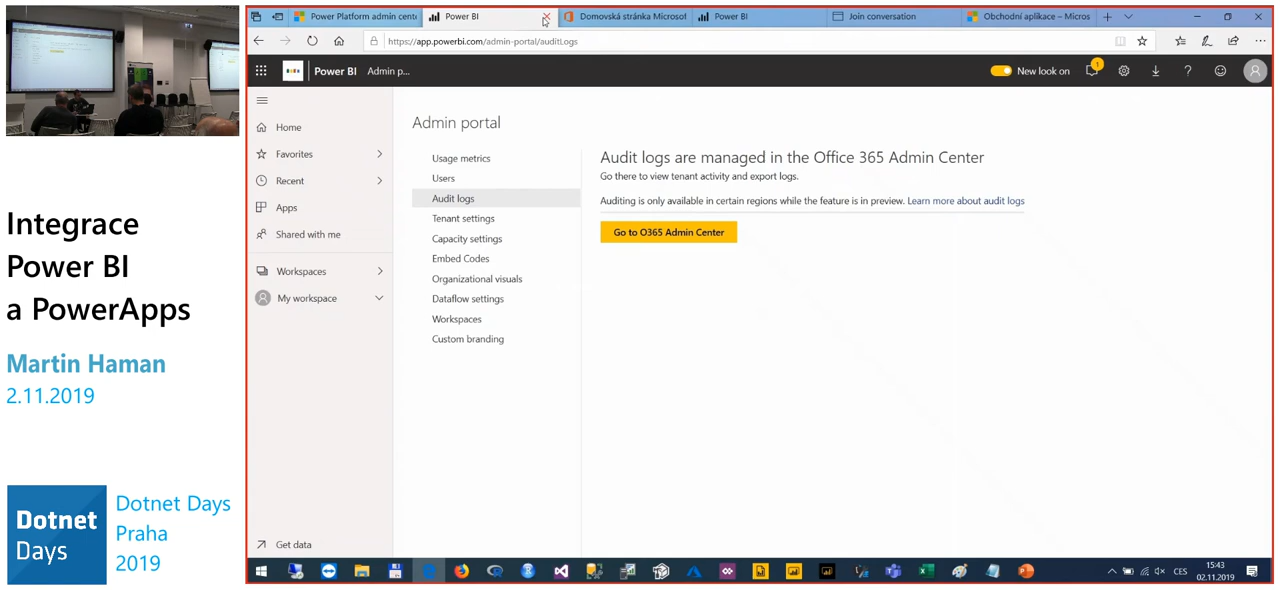 Integrace
Power BI
a PowerApps
Martin Haman
2.11.2019
Dotnet
Days
Dotnet Days
Praha
2019
Power Platform admin cente
Power BI
Domovská stránka Microsof
Power BI
Join conversation
Obchodní aplikace – Micros
https://app.powerbi.com/admin-portal/auditLogs
Power BI
Admin p...
New look on
1
Home
Favorites
Recent
Apps
Shared with me
Workspaces
My workspace
Get data
Admin portal
Usage metrics
Users
Audit logs
Tenant settings
Capacity settings
Embed Codes
Organizational visuals
Dataflow settings
Workspaces
Custom branding
Audit logs are managed in the Office 365 Admin Center
Go there to view tenant activity and export logs.
Auditing is only available in certain regions while the feature is in preview. Learn more about audit logs
Go to O365 Admin Center
CES
15:43
02.11.2019